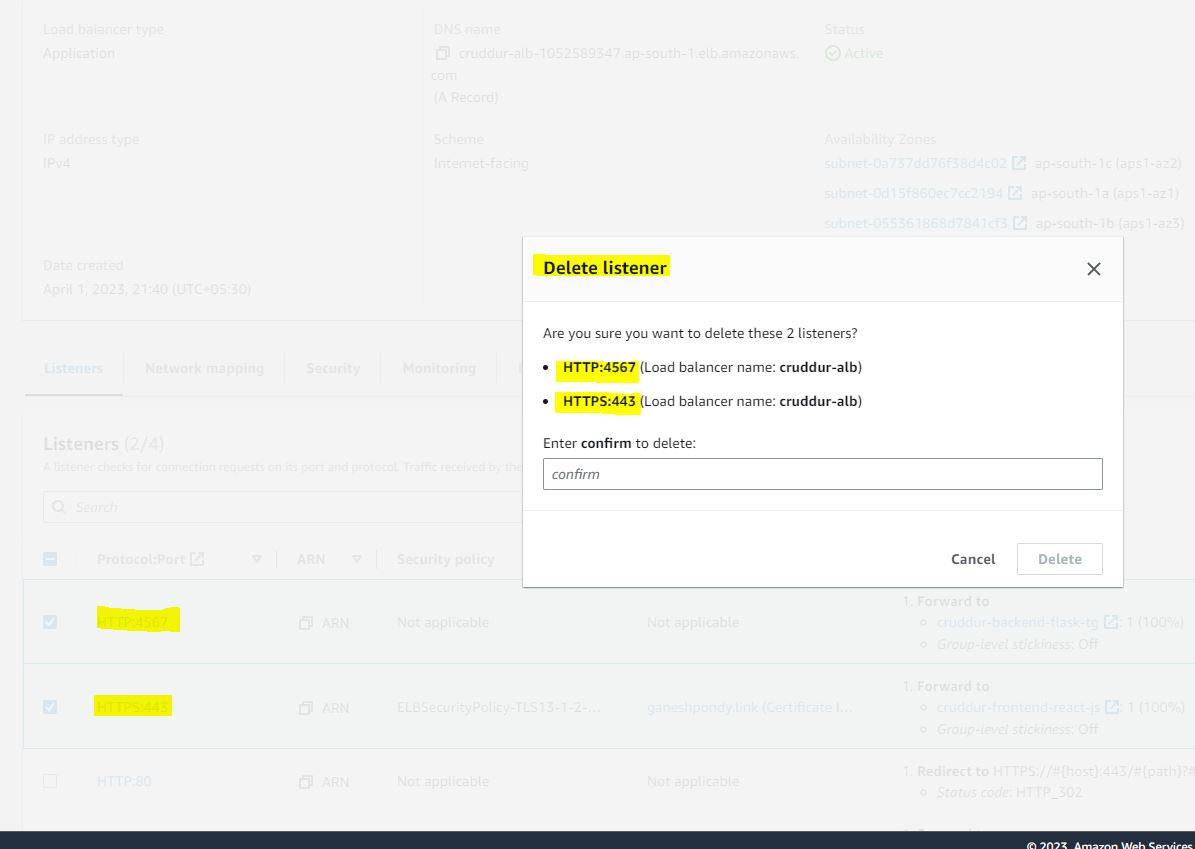 Load balancer type
Application
DNS name
cruddur-alb-1052589347.ap-south-1.elb.amazonaws.
com
(A Record)
Status
Active
IP address type
IPv4
Scheme
Internet-facing
Availability Zones
subnet-0a737dd76f38d4c02 ap-south-1c (aps1-az2)
subnet-0d15f860ec7cc2194 ap-south-1a (aps1-az1)
subnet-055361868d7841cf3 ap-south-1b (aps1-az3)
Date created
April 1, 2023, 21:40 (UTC+05:30)
Delete listener
Are you sure you want to delete these 2 listeners?
HTTP:4567 (Load balancer name: cruddur-alb)
HTTPS:443 (Load balancer name: cruddur-alb)
Enter confirm to delete:
confirm
Cancel Delete
Listeners Network mapping Security Monitoring
Listeners (2/4)
A listener checks for connection requests on its port and protocol. Traffic received by the
Search
Protocol:Port ARN Security policy
HTTP:4567 ARN Not applicable Not applicable
1. Forward to
cruddur-backend-flask-tg : 1 (100%)
Group-level stickiness: Off
HTTPS:443 ARN ELBSecurityPolicy-TLS13-1-2-... ganeshpondy.link (Certificate I...
1. Forward to
cruddur-frontend-react-js : 1 (100%)
Group-level stickiness: Off
HTTP:80 ARN Not applicable Not applicable
1. Redirect to HTTPS://#{host}:443/#{path}?#
Status code: HTTP_302
© 2023, Amazon Web Services